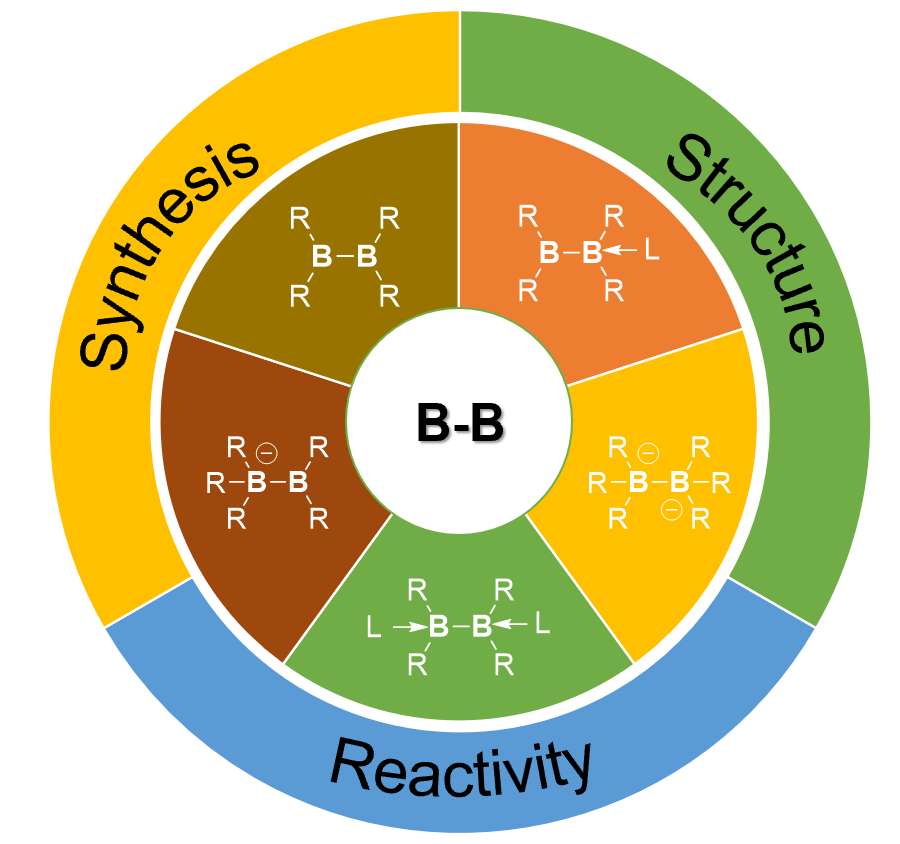 Synthesis
Structure
R R
B–B
R R
R R
B–B←L
R R
B-B
R ⊖ R
R–B–B
R R
R ⊖ R
R–B–B–R
R ⊖ R
R R
L→B–B←L
R R
Reactivity